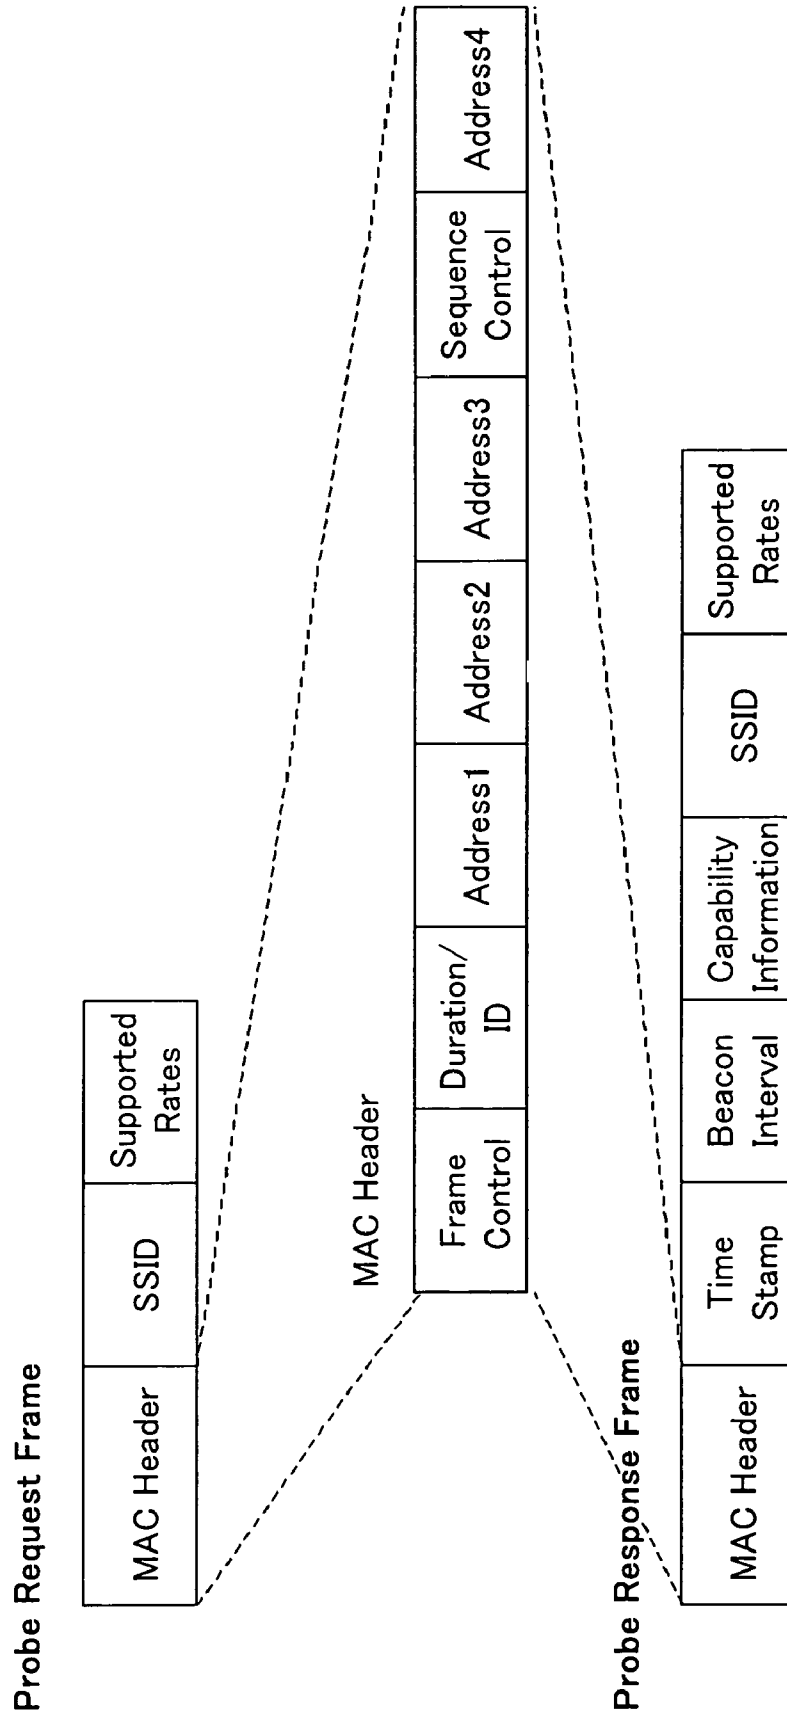 Probe Request Frame
MAC Header
SSID
Supported
Rates
MAC Header
Frame
Control
Duration/
ID
Address1
Address2
Address3
Sequence
Control
Address4
Probe Response Frame
MAC Header
Time
Stamp
Beacon
Interval
Capability
Information
SSID
Supported
Rates